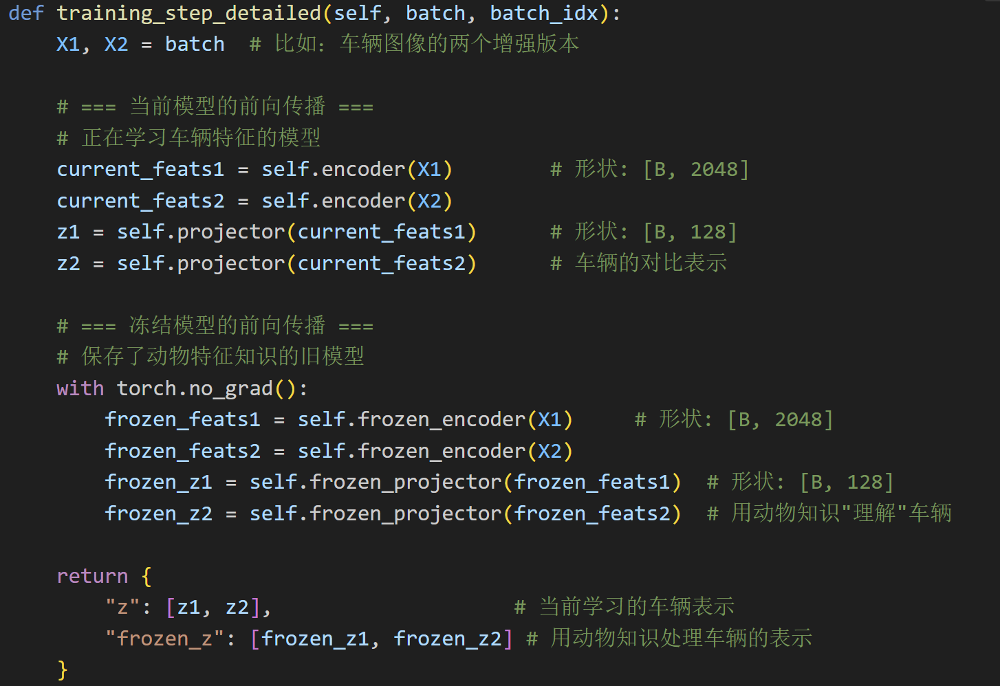 def training_step_detailed(self, batch, batch_idx):
    X1, X2 = batch  # 比如: 车辆图像的两个增强版本

    # === 当前模型的前向传播 ===
    # 正在学习车辆特征的模型
    current_feats1 = self.encoder(X1)        # 形状: [B, 2048]
    current_feats2 = self.encoder(X2)
    z1 = self.projector(current_feats1)      # 形状: [B, 128]
    z2 = self.projector(current_feats2)      # 车辆的对比表示

    # === 冻结模型的前向传播 ===
    # 保存了动物特征知识的旧模型
    with torch.no_grad():
        frozen_feats1 = self.frozen_encoder(X1)     # 形状: [B, 2048]
        frozen_feats2 = self.frozen_encoder(X2)
        frozen_z1 = self.frozen_projector(frozen_feats1)  # 形状: [B, 128]
        frozen_z2 = self.frozen_projector(frozen_feats2)  # 用动物知识"理解"车辆

    return {
        "z": [z1, z2],                    # 当前学习的车辆表示
        "frozen_z": [frozen_z1, frozen_z2] # 用动物知识处理车辆的表示
    }